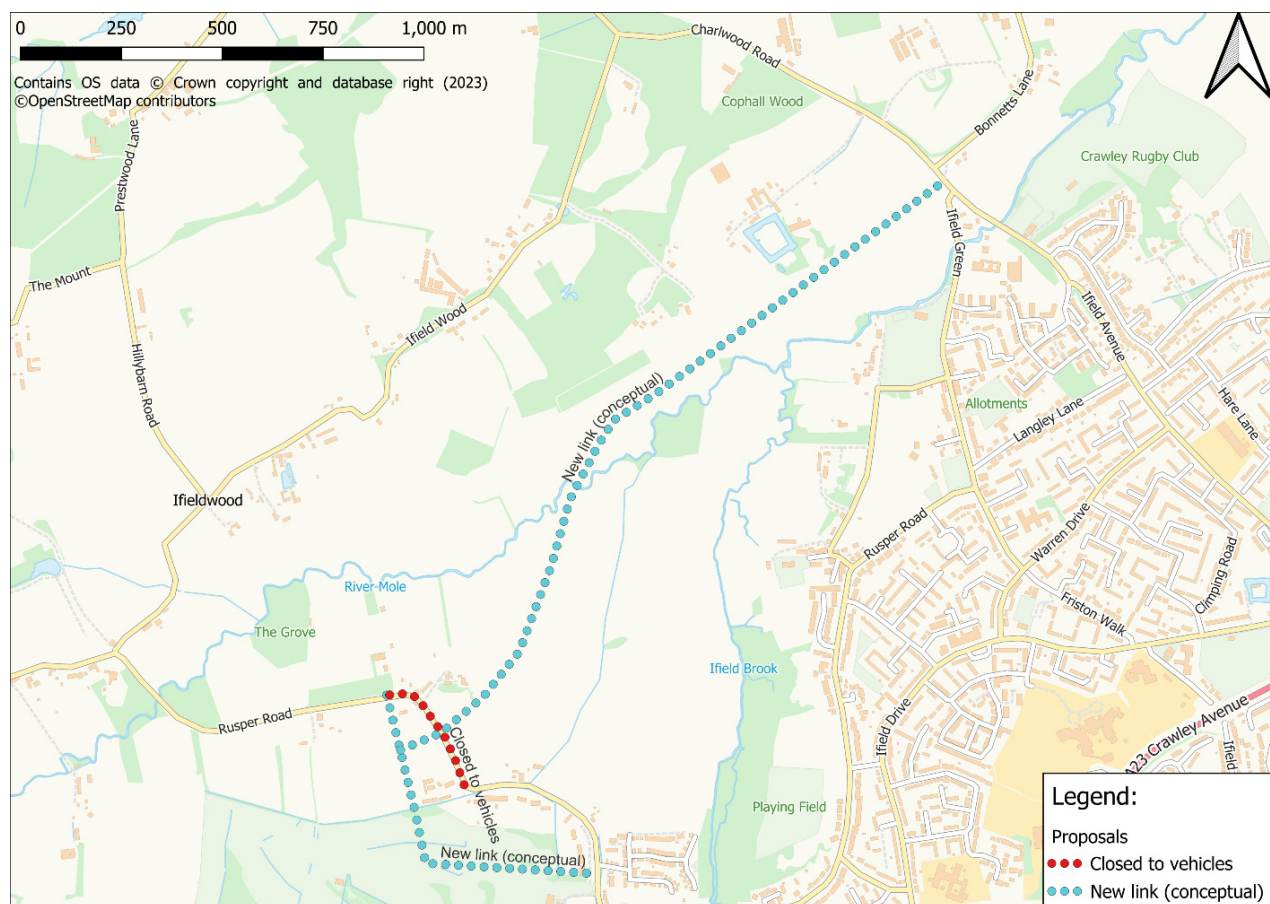 0 250 500 750 1,000 m
Contains OS data © Crown copyright and database right (2023)
©OpenStreetMap contributors
Charlwood Road
Cophall Wood
Bonnetts Lane
Crawley Rugby Club
Prestwood Lane
The Mount
Ifield Green
Ifield Wood
Ifield Avenue
Hillybarn Road
New link (conceptual)
Allotments
Langley Lane
Hare Lane
Ifieldwood
Rusper Road
Warren Drive
Climping Road
Friston Walk
River Mole
The Grove
Ifield Brook
Rusper Road
Ifield Drive
A23 Crawley Avenue
Ifield
Closed to vehicles
Playing Field
New link (conceptual)
Legend:
Proposals
Closed to vehicles
New link (conceptual)